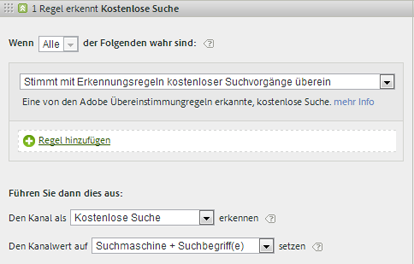 1 Regel erkennt Kostenlose Suche
Wenn Alle der Folgenden wahr sind: ?
Stimmt mit Erkennungsregeln kostenloser Suchvorgänge überein
Eine von den Adobe Übereinstimmungregeln erkannte, kostenlose Suche. mehr Info
Regel hinzufügen
Führen Sie dann dies aus:
Den Kanal als Kostenlose Suche erkennen ?
Den Kanalwert auf Suchmaschine + Suchbegriff(e) setzen ?